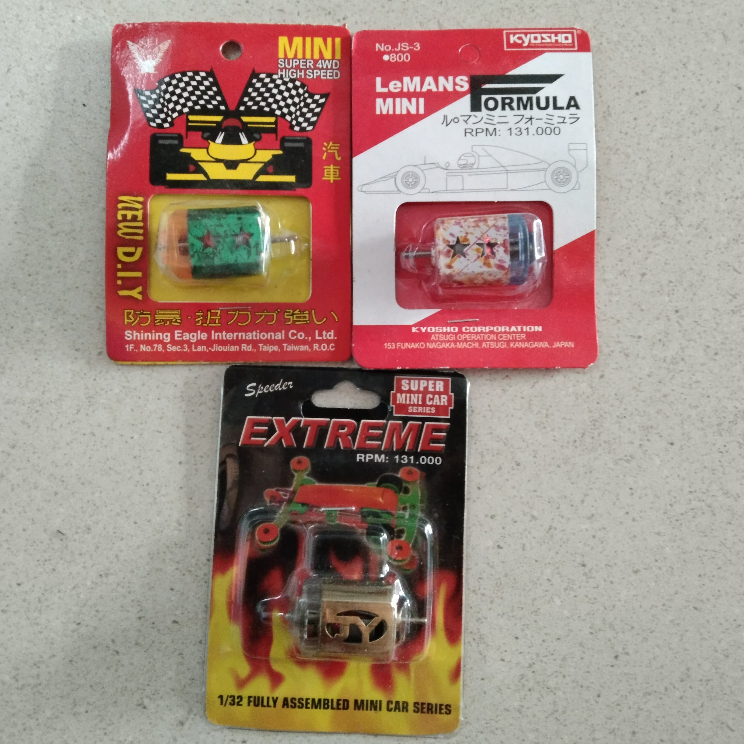 MINI
SUPER 4WD
HIGH SPEED
汽
車
NEW D.I.Y
防暴·扭力が強い
Shining Eagle International Co., Ltd.
1F., No.78, Sec.3, Lan,-Jiouian Rd., Taipe, Taiwan, R.O.C
No.JS-3
●800
KYOSHO
LeMANS
MINI
FORMULA
ル。マンミニ フォーミュラ
RPM: 131.000
KYOSHO CORPORATION
ATSUGI OPERATION CENTER
153 FUNAKO NAGAKA-MACHI, ATSUGI, KANAGAWA, JAPAN
Speeder
SUPER
MINI CAR
SERIES
EXTREME
RPM: 131.000
JY
1/32 FULLY ASSEMBLED MINI CAR SERIES